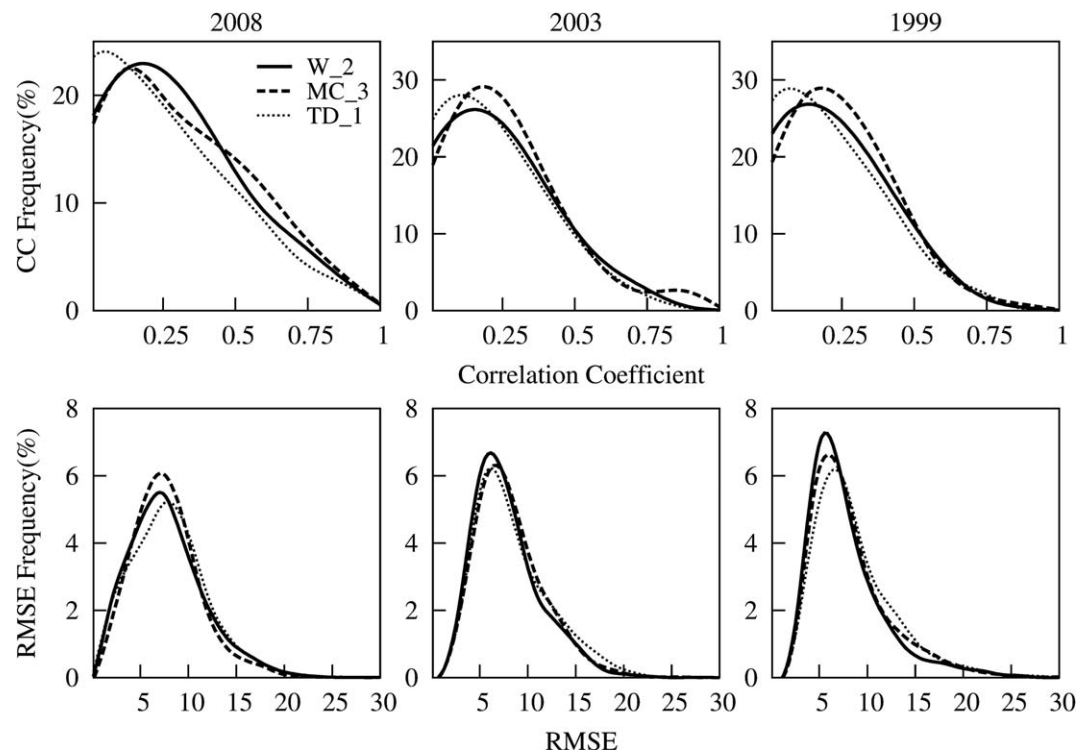 2008 2003 1999
CC Frequency(%)
20
10
0
W_2
MC_3
TD_1
30
20
10
0
30
20
10
0
0.25 0.5 0.75 1
0.25 0.5 0.75 1
0.25 0.5 0.75 1
Correlation Coefficient
RMSE Frequency(%)
8
6
4
2
0
8
6
4
2
0
8
6
4
2
0
5 10 15 20 25 30
5 10 15 20 25 30
5 10 15 20 25 30
RMSE